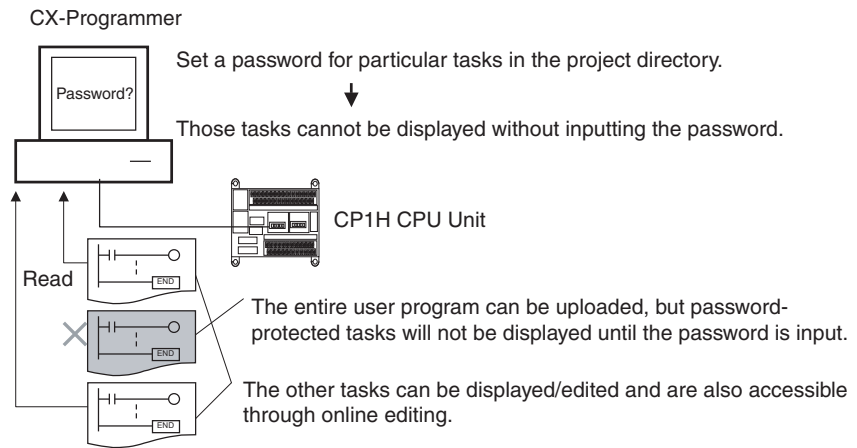 CX-Programmer
Set a password for particular tasks in the project directory.
Password?
Those tasks cannot be displayed without inputting the password.
CP1H CPU Unit
Read
END
The entire user program can be uploaded, but password-
protected tasks will not be displayed until the password is input.
END
The other tasks can be displayed/edited and are also accessible
through online editing.
END